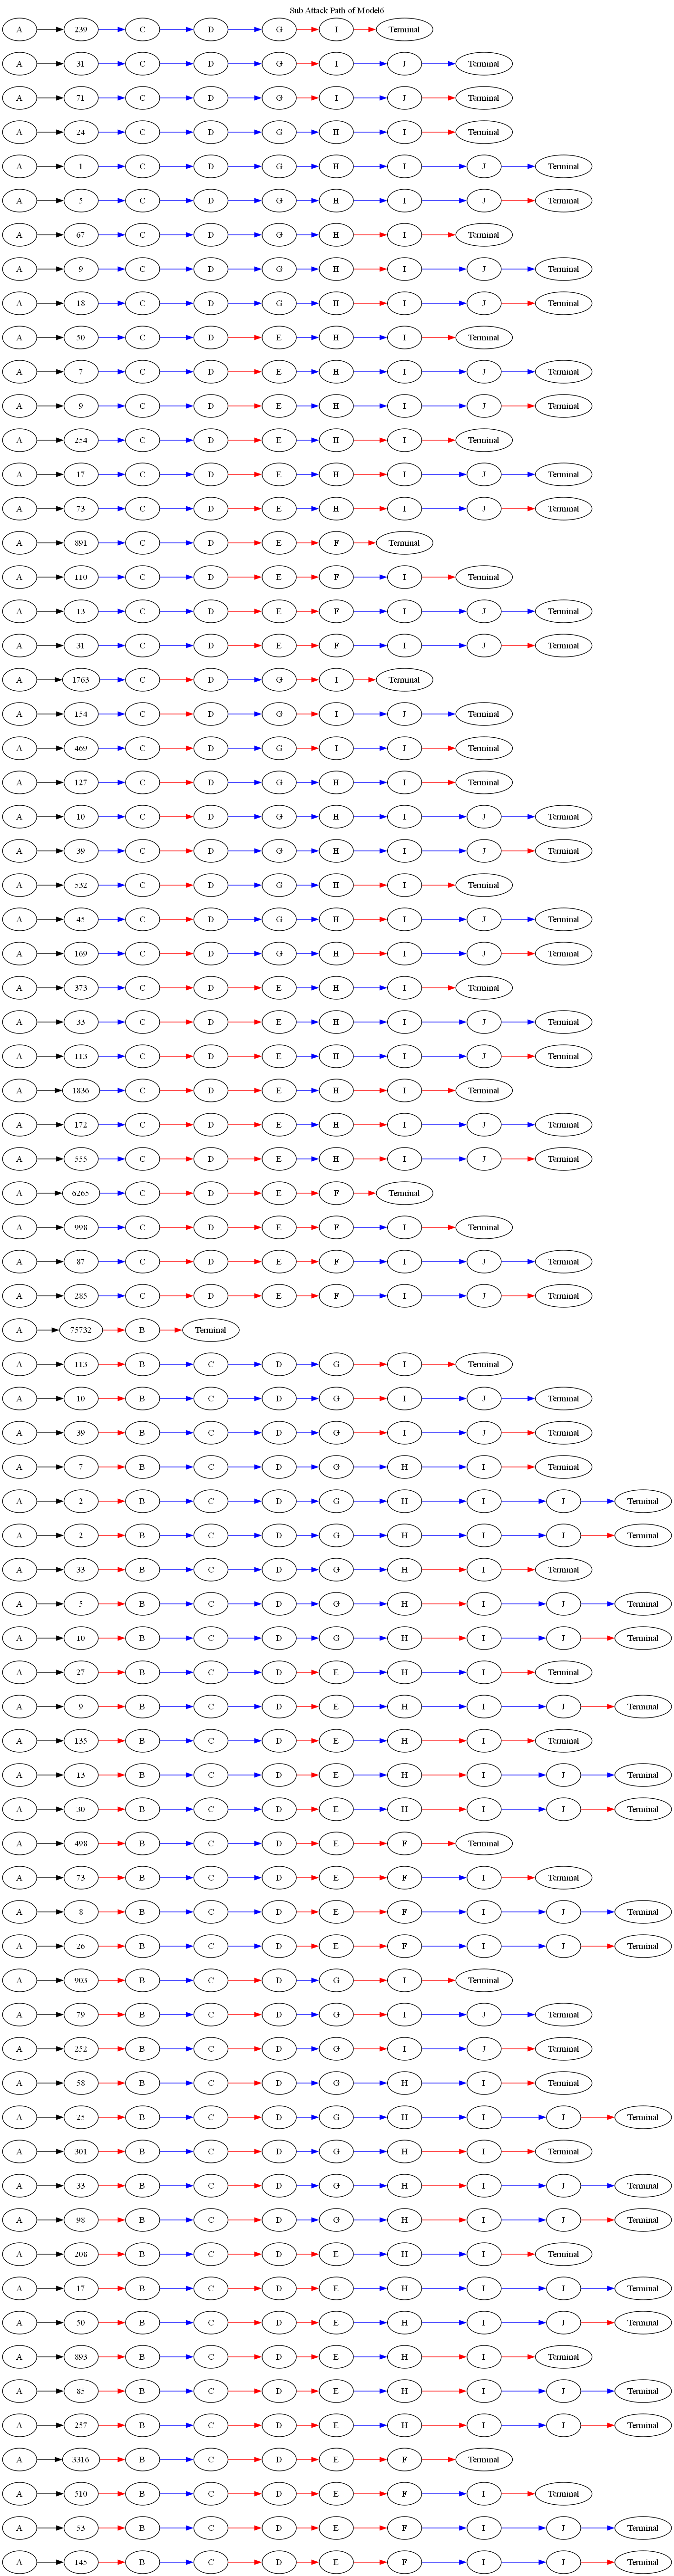 Sub Attack Path of Model6
A 239 C D G I Terminal
A 31 C D G I J Terminal
A 71 C D G I J Terminal
A 24 C D G H I Terminal
A 1 C D G H I J Terminal
A 5 C D G H I J Terminal
A 67 C D G H I Terminal
A 9 C D G H I J Terminal
A 18 C D G H I J Terminal
A 50 C D E H I Terminal
A 7 C D E H I J Terminal
A 9 C D E H I J Terminal
A 254 C D E H I Terminal
A 17 C D E H I J Terminal
A 73 C D E H I J Terminal
A 891 C D E F Terminal
A 110 C D E F I Terminal
A 13 C D E F I J Terminal
A 31 C D E F I J Terminal
A 1763 C D G I Terminal
A 154 C D G I J Terminal
A 469 C D G I J Terminal
A 127 C D G H I Terminal
A 10 C D G H I J Terminal
A 39 C D G H I J Terminal
A 532 C D G H I Terminal
A 45 C D G H I J Terminal
A 169 C D G H I J Terminal
A 373 C D E H I Terminal
A 33 C D E H I J Terminal
A 113 C D E H I J Terminal
A 1836 C D E H I Terminal
A 172 C D E H I J Terminal
A 555 C D E H I J Terminal
A 6265 C D E F Terminal
A 998 C D E F I Terminal
A 87 C D E F I J Terminal
A 285 C D E F I J Terminal
A 75732 B Terminal
A 113 B C D G I Terminal
A 10 B C D G I J Terminal
A 39 B C D G I J Terminal
A 7 B C D G H I Terminal
A 2 B C D G H I J Terminal
A 2 B C D G H I J Terminal
A 33 B C D G H I Terminal
A 5 B C D G H I J Terminal
A 10 B C D G H I J Terminal
A 27 B C D E H I Terminal
A 9 B C D E H I J Terminal
A 135 B C D E H I Terminal
A 13 B C D E H I J Terminal
A 30 B C D E H I J Terminal
A 498 B C D E F Terminal
A 73 B C D E F I Terminal
A 8 B C D E F I J Terminal
A 26 B C D E F I J Terminal
A 903 B C D G I Terminal
A 79 B C D G I J Terminal
A 252 B C D G I J Terminal
A 58 B C D G H I Terminal
A 25 B C D G H I J Terminal
A 301 B C D G H I Terminal
A 33 B C D G H I J Terminal
A 98 B C D G H I J Terminal
A 208 B C D E H I Terminal
A 17 B C D E H I J Terminal
A 50 B C D E H I J Terminal
A 893 B C D E H I Terminal
A 85 B C D E H I J Terminal
A 257 B C D E H I J Terminal
A 3316 B C D E F Terminal
A 510 B C D E F I Terminal
A 53 B C D E F I J Terminal
A 145 B C D E F I J Terminal